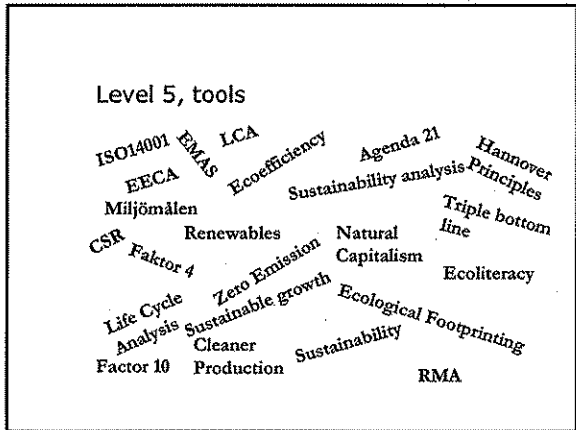 Level 5, tools
ISO14001
EMAS
LCA
Ecoefficiency
Agenda 21
Hannover
Principles
EECA
Sustainability analysis
Miljömålen
Triple bottom
line
CSR
Faktor 4
Renewables
Zero Emission
Natural
Capitalism
Ecoliteracy
Life Cycle
Analysis
Sustainable growth
Ecological Footprinting
Cleaner
Production
Sustainability
Factor 10
RMA